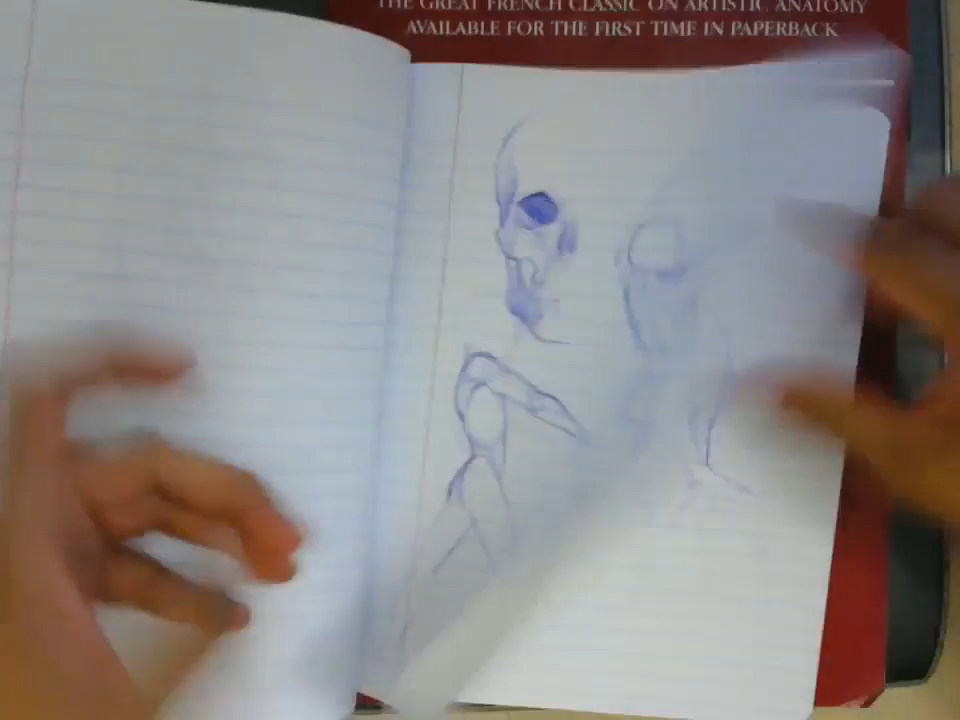 THE GREAT FRENCH CLASSIC ON ARTISTIC ANATOMY
AVAILABLE FOR THE FIRST TIME IN PAPERBACK